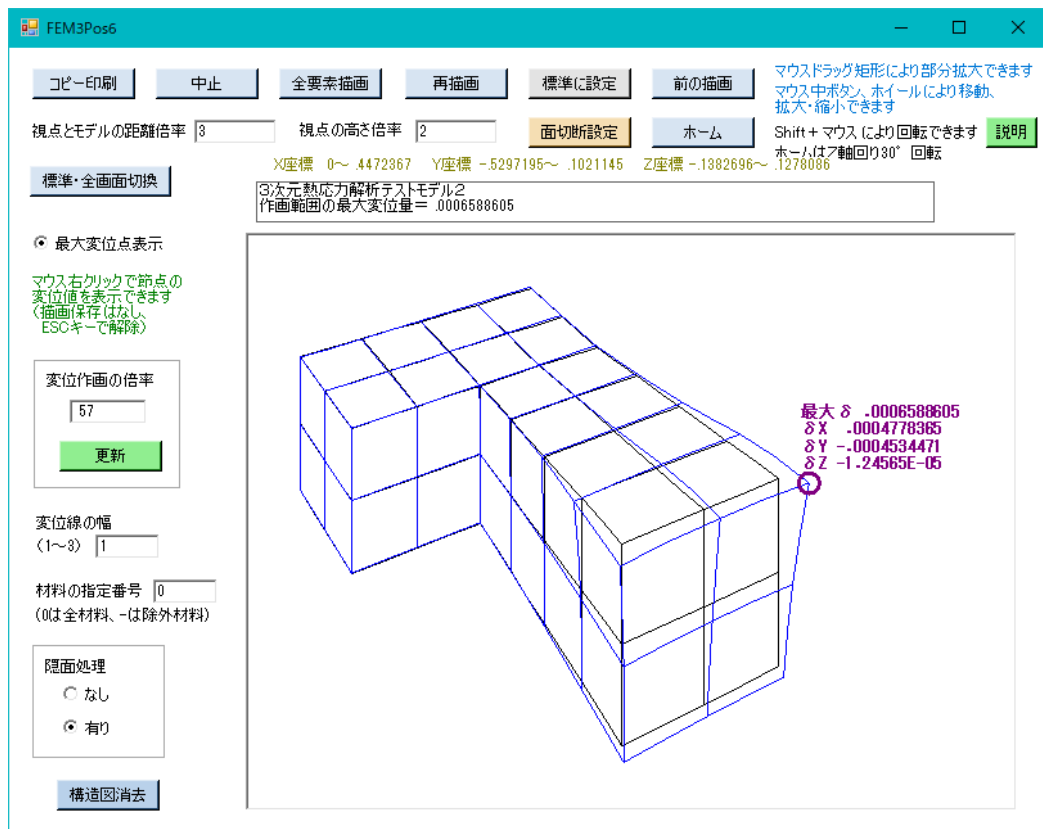 FEM3Pos6
コピー印刷 中止 全要素描画 再描画 標準に設定 前の描画
マウスドラッグ矩形により部分拡大できます
マウス中ボタン、ホイールにより移動、
拡大・縮小できます
視点とモデルの距離倍率 3 視点の高さ倍率 2 面切断設定 ホーム
Shift+マウスにより回転できます 説明
ホームはZ軸回り30° 回転
標準・全画面切換
X座標 0～ .4472367 Y座標 -.5297195～ .1021145 Z座標 -.1382696～ .1278086
3次元熱応力解析テストモデル2
作画範囲の最大変位量＝ .0006588605
最大変位点表示
マウス右クリックで節点の
変位値を表示できます
(描画保存はなし、
ESCキーで解除)
変位作画の倍率
57
更新
最大δ .0006588605
δX .0004778365
δY -.0004534471
δZ -1.24565E-05
変位線の幅
(1～3) 1
材料の指定番号 0
(0は全材料、-は除外材料)
隠面処理
なし
有り
構造図消去